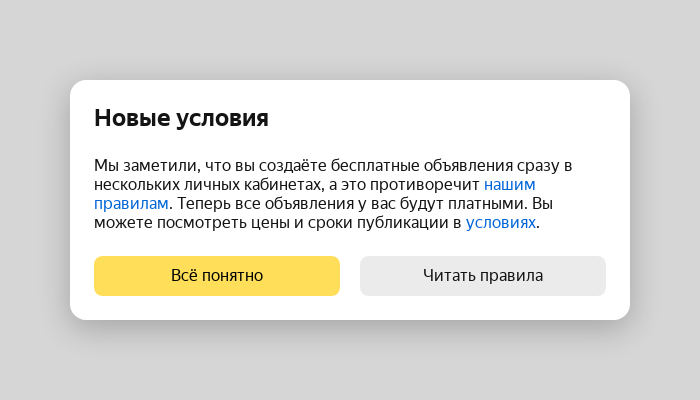 Новые условия
Мы заметили, что вы создаёте бесплатные объявления сразу в
нескольких личных кабинетах, а это противоречит нашим
правилам. Теперь все объявления у вас будут платными. Вы
можете посмотреть цены и сроки публикации в условиях.
Всё понятно
Читать правила